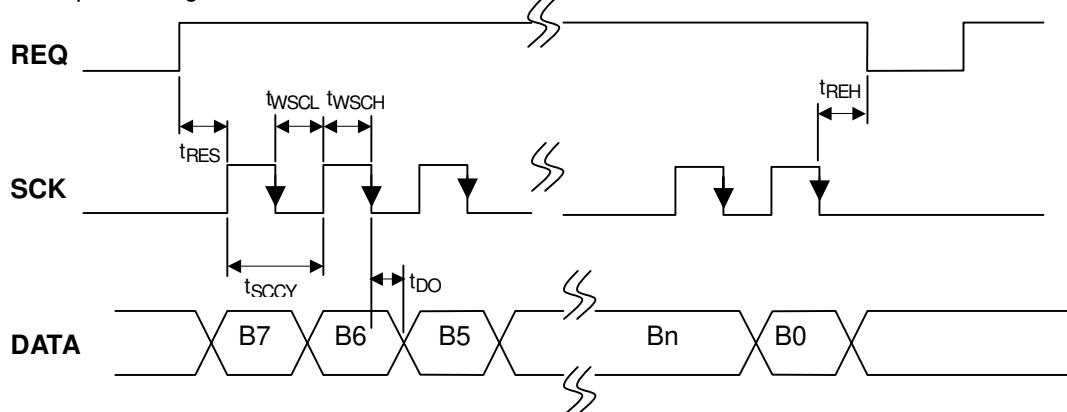 REQ
tREH
tWSCL tWSCH
tRES
SCK
tSCCY
tDO
DATA
B7 B6 B5 Bn B0